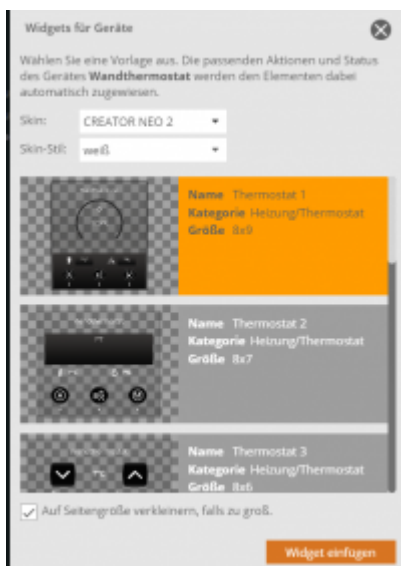 Widgets für Geräte
Wählen Sie eine Vorlage aus. Die passenden Aktionen und Status
des Gerätes Wandthermostat werden den Elementen dabei
automatisch zugewiesen.
Skin: CREATOR NEO 2
Skin-Stil: weiß
Name Thermostat 1
Kategorie Heizung/Thermostat
Größe 8x9
Name Thermostat 2
Kategorie Heizung/Thermostat
Größe 8x7
Name Thermostat 3
Kategorie Heizung/Thermostat
Größe 8x6
Auf Seitengröße verkleinern, falls zu groß.
Widget einfügen